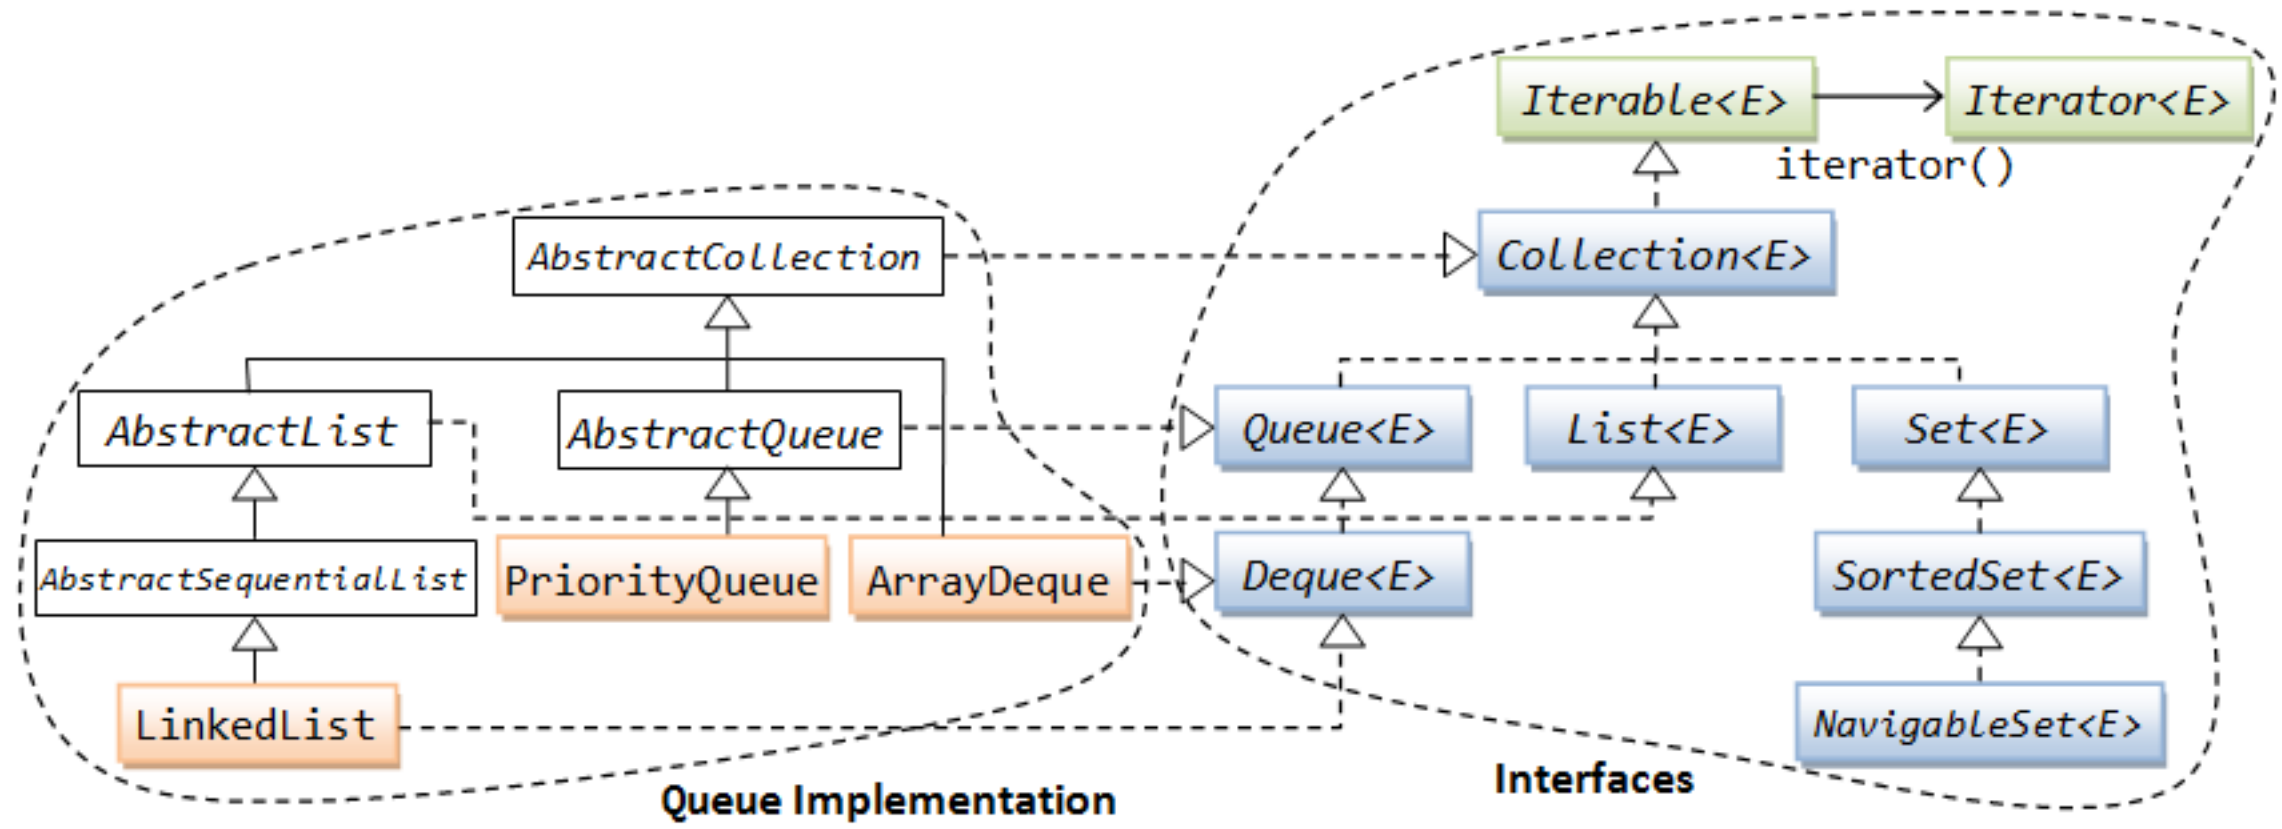 Iterable<E>
Iterator<E>
iterator()
AbstractCollection
Collection<E>
AbstractList
AbstractQueue
Queue<E>
List<E>
Set<E>
AbstractSequentialList
PriorityQueue
ArrayDeque
Deque<E>
SortedSet<E>
LinkedList
NavigableSet<E>
Queue Implementation
Interfaces